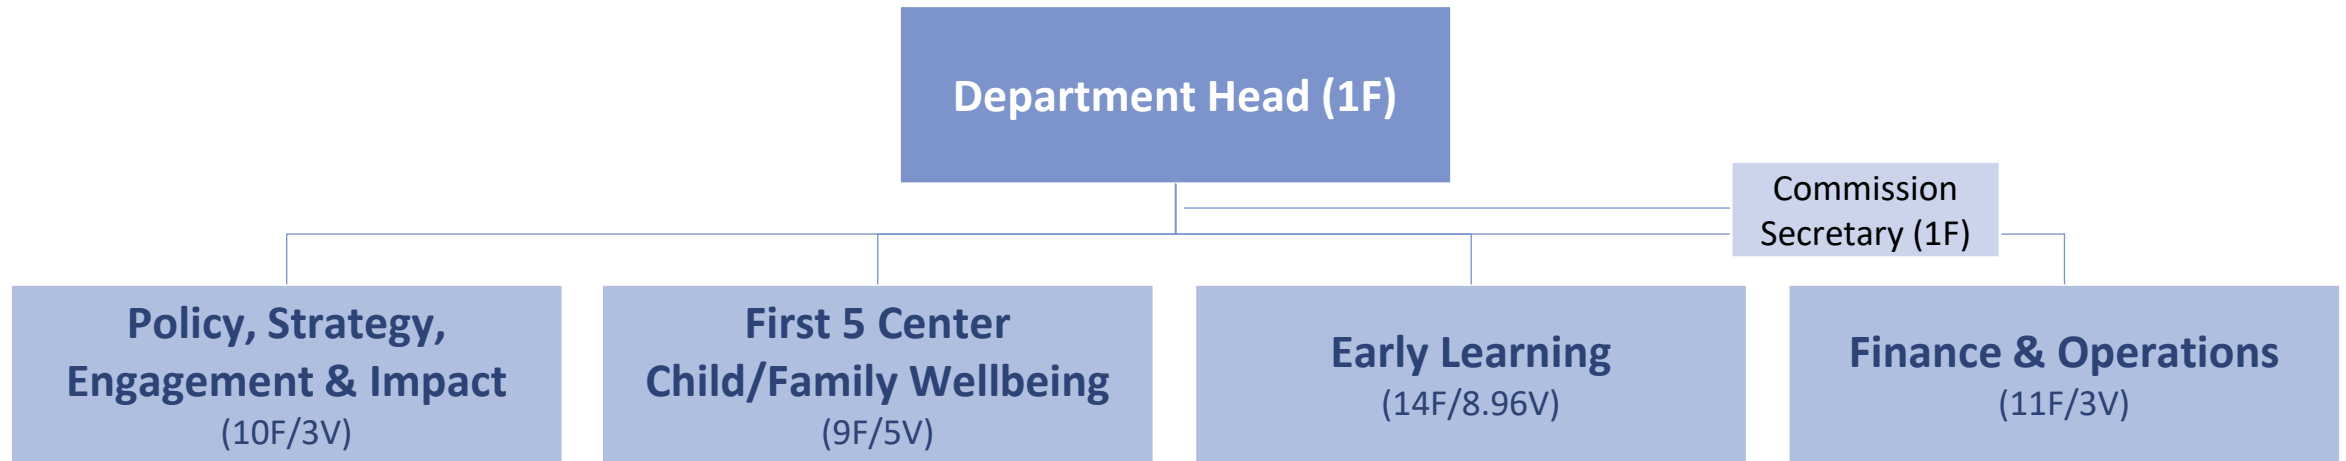 Department Head (1F)
Commission
Secretary (1F)
Policy, Strategy,
Engagement & Impact
(10F/3V)
First 5 Center
Child/Family Wellbeing
(9F/5V)
Early Learning
(14F/8.96V)
Finance & Operations
(11F/3V)